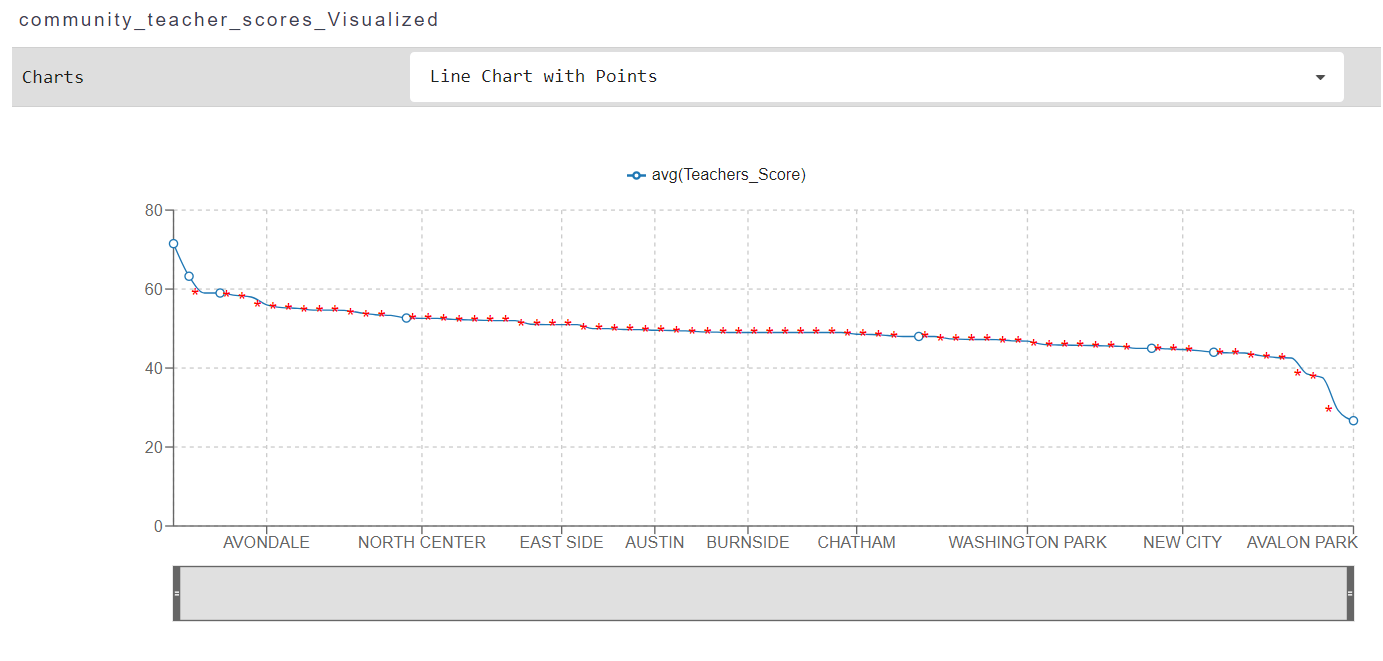 community_teacher_scores_Visualized
Charts Line Chart with Points
avg(Teachers_Score)
80
60
40
20
0
AVONDALE NORTH CENTER EAST SIDE AUSTIN BURNSIDE CHATHAM WASHINGTON PARK NEW CITY AVALON PARK